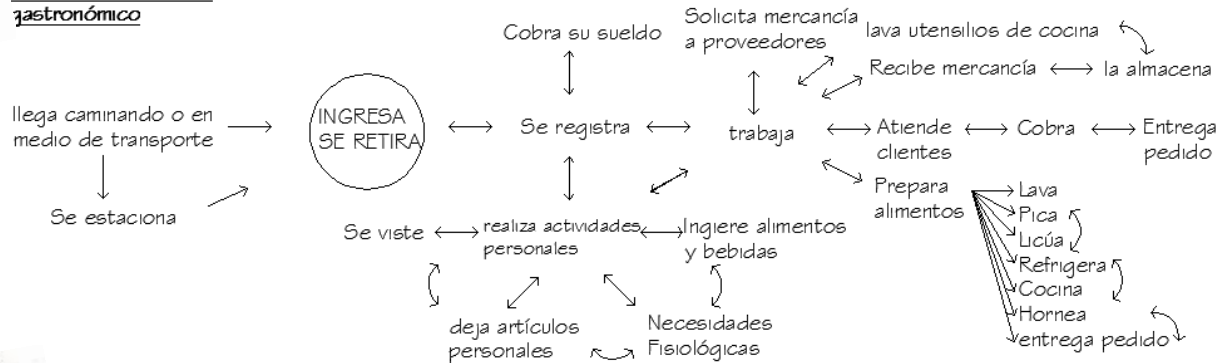 gastronómico
Cobra su sueldo
Solicita mercancía
a proveedores
lava utensilios de cocina
Recibe mercancía
la almacena
llega caminando o en
medio de transporte
INGRESA
SE RETIRA
Se registra
trabaja
Atiende
clientes
Cobra
Entrega
pedido
Se estaciona
Prepara
alimentos
Lava
Pica
Licúa
Refrigera
Cocina
Hornea
entrega pedido
Se viste
realiza actividades
personales
Ingiere alimentos
y bebidas
deja artículos
personales
Necesidades
Fisiológicas